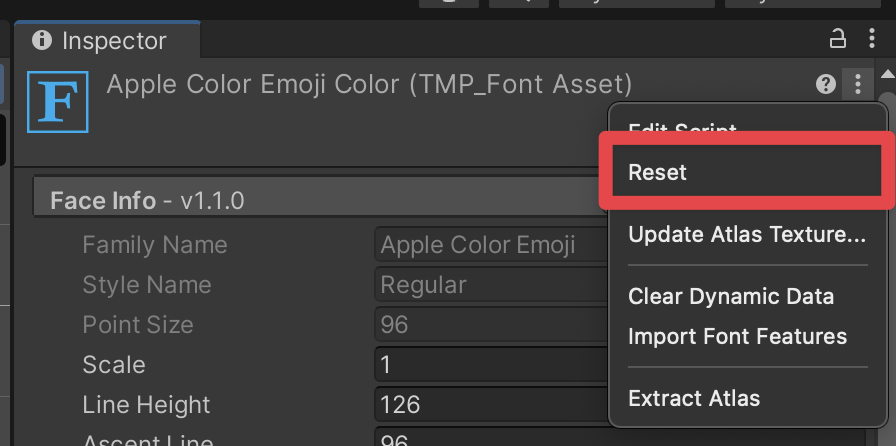 Inspector
Apple Color Emoji Color (TMP_Font Asset)
Edit Script
Reset
Update Atlas Texture...
Clear Dynamic Data
Import Font Features
Extract Atlas
Face Info - v1.1.0
Family Name Apple Color Emoji
Style Name Regular
Point Size 96
Scale 1
Line Height 126
Ascent Line 96